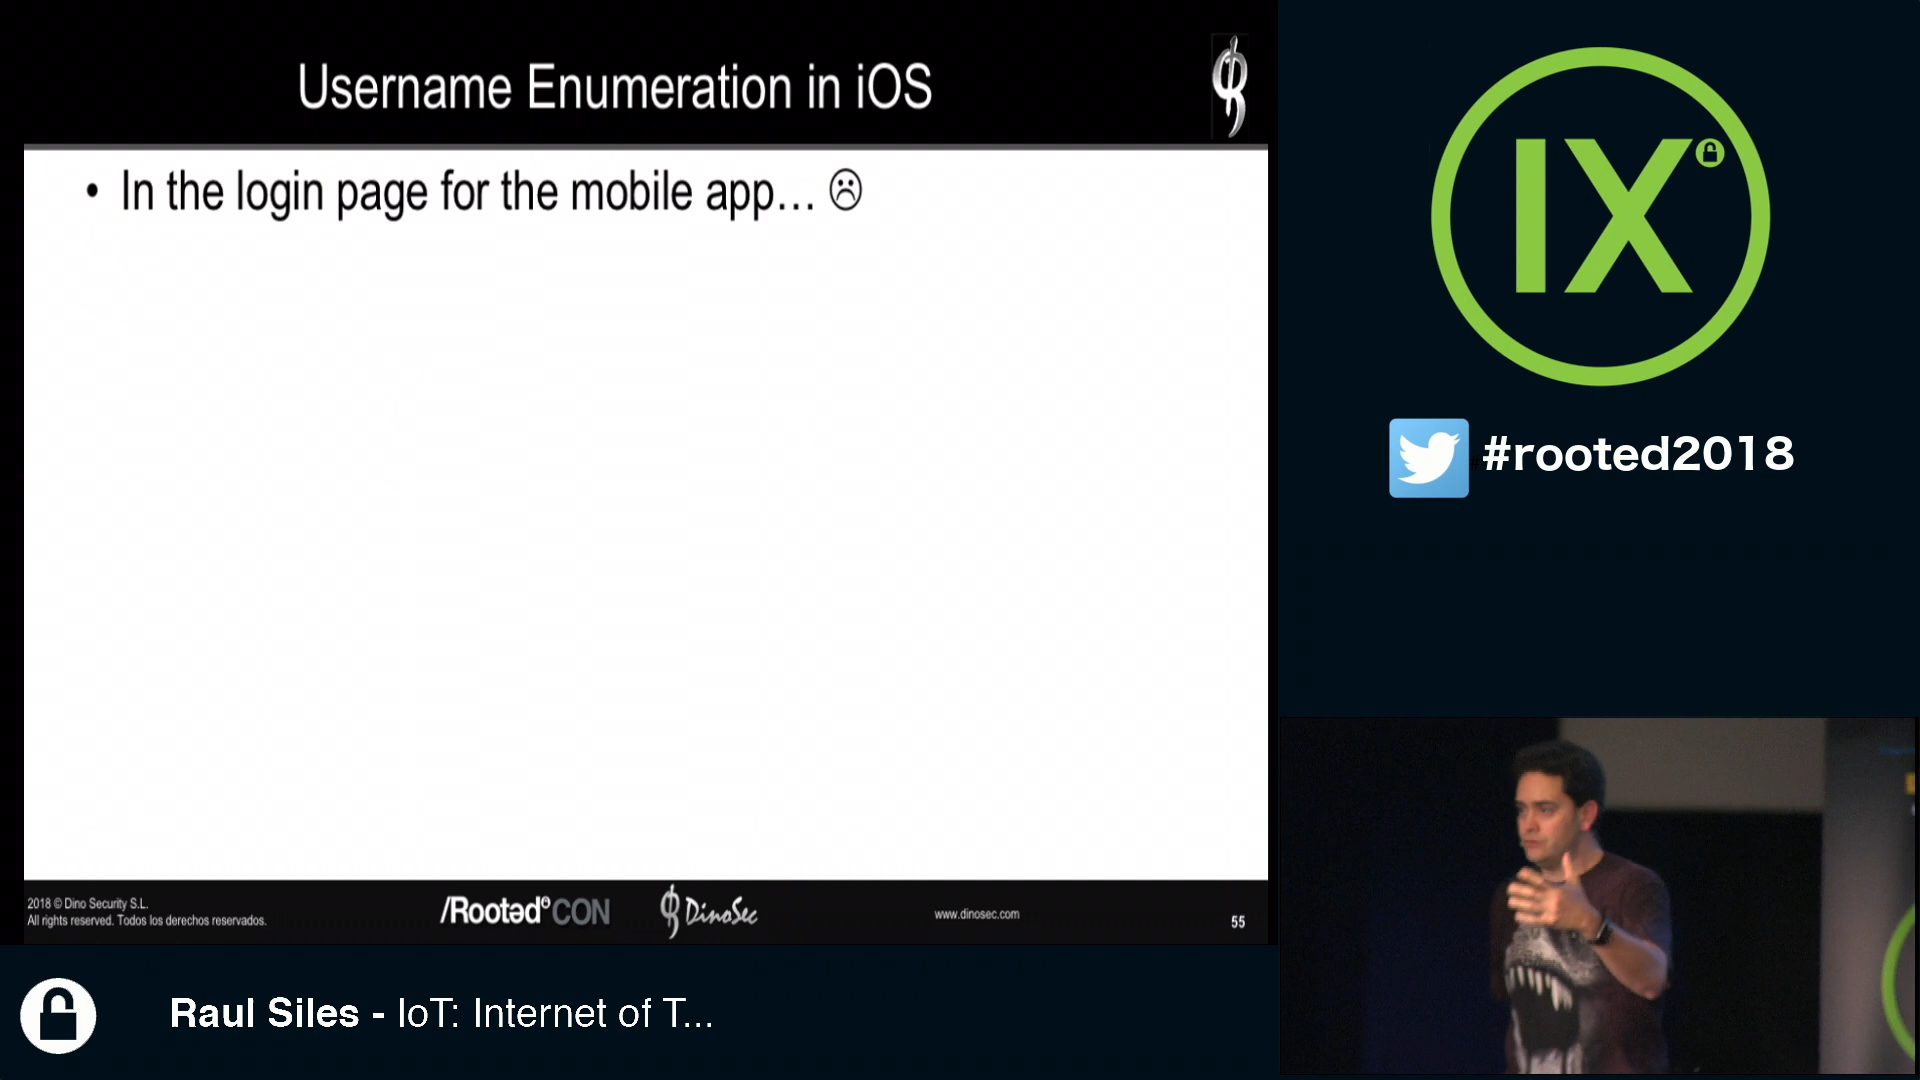 Username Enumeration in iOS
• In the login page for the mobile app... ☹
2018 © Dino Security S.L.
All rights reserved. Todos los derechos reservados.
/Rooted CON
DinoSec
www.dinosec.com
55
IX
#rooted2018
Raul Siles - IoT: Internet of T...